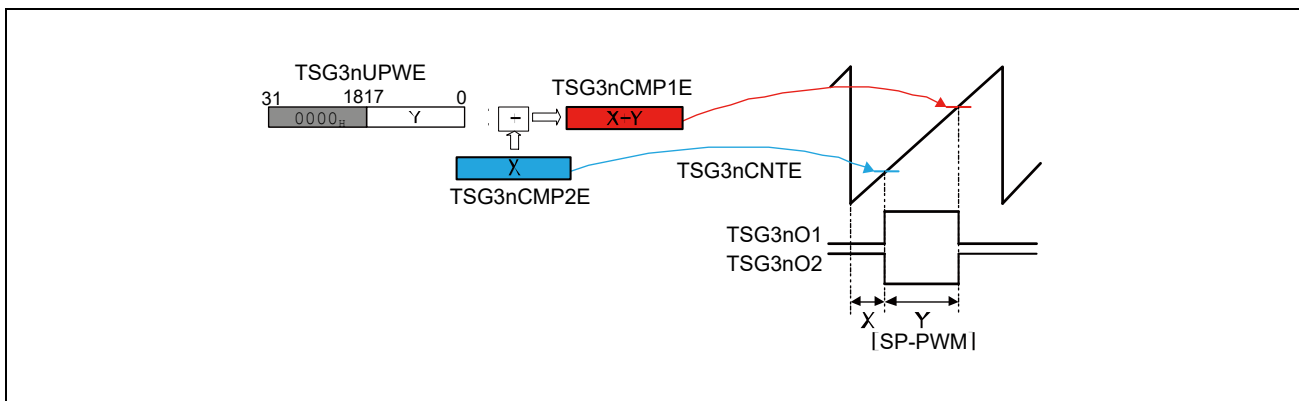 TSG3nUPWE
31 1817 0
0000H Y
+
TSG3nCMP1E
X+Y
X
TSG3nCMP2E
TSG3nCNTE
TSG3nO1
TSG3nO2
X Y
[SP-PWM]